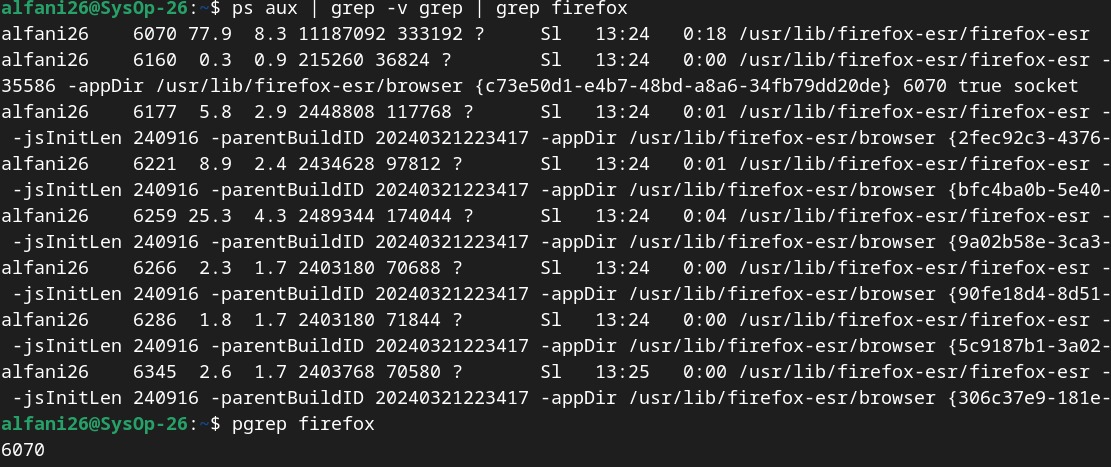 alfani26@SysOp-26:~$ ps aux | grep -v grep | grep firefox
alfani26    6070 77.9  8.3 11187092 333192 ?     Sl   13:24   0:18 /usr/lib/firefox-esr/firefox-esr
alfani26    6160  0.3  0.9 215260 36824 ?        Sl   13:24   0:00 /usr/lib/firefox-esr/firefox-esr -
35586 -appDir /usr/lib/firefox-esr/browser {c73e50d1-e4b7-48bd-a8a6-34fb79dd20de} 6070 true socket
alfani26    6177  5.8  2.9 2448808 117768 ?      Sl   13:24   0:01 /usr/lib/firefox-esr/firefox-esr -
 -jsInitLen 240916 -parentBuildID 20240321223417 -appDir /usr/lib/firefox-esr/browser {2fec92c3-4376-
alfani26    6221  8.9  2.4 2434628 97812 ?       Sl   13:24   0:01 /usr/lib/firefox-esr/firefox-esr -
 -jsInitLen 240916 -parentBuildID 20240321223417 -appDir /usr/lib/firefox-esr/browser {bfc4ba0b-5e40-
alfani26    6259 25.3  4.3 2489344 174044 ?      Sl   13:24   0:04 /usr/lib/firefox-esr/firefox-esr -
 -jsInitLen 240916 -parentBuildID 20240321223417 -appDir /usr/lib/firefox-esr/browser {9a02b58e-3ca3-
alfani26    6266  2.3  1.7 2403180 70688 ?       Sl   13:24   0:00 /usr/lib/firefox-esr/firefox-esr -
 -jsInitLen 240916 -parentBuildID 20240321223417 -appDir /usr/lib/firefox-esr/browser {90fe18d4-8d51-
alfani26    6286  1.8  1.7 2403180 71844 ?       Sl   13:24   0:00 /usr/lib/firefox-esr/firefox-esr -
 -jsInitLen 240916 -parentBuildID 20240321223417 -appDir /usr/lib/firefox-esr/browser {5c9187b1-3a02-
alfani26    6345  2.6  1.7 2403768 70580 ?       Sl   13:25   0:00 /usr/lib/firefox-esr/firefox-esr -
 -jsInitLen 240916 -parentBuildID 20240321223417 -appDir /usr/lib/firefox-esr/browser {306c37e9-181e-
alfani26@SysOp-26:~$ pgrep firefox
6070